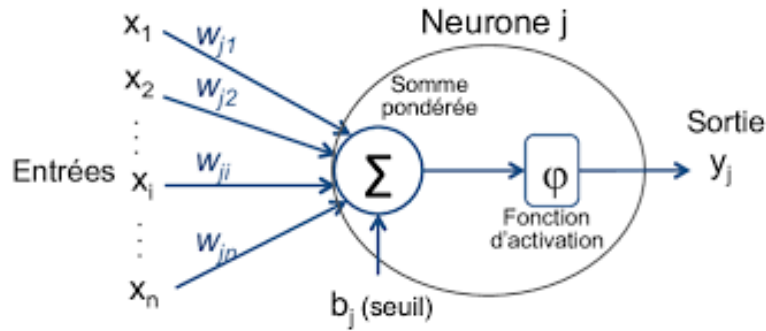 Neurone j
x1
wj1
x2
wj2
Somme
pondérée
Entrées
xi
wji
Σ
φ
Sortie
yj
Fonction
d'activation
wjn
xn
bj (seuil)